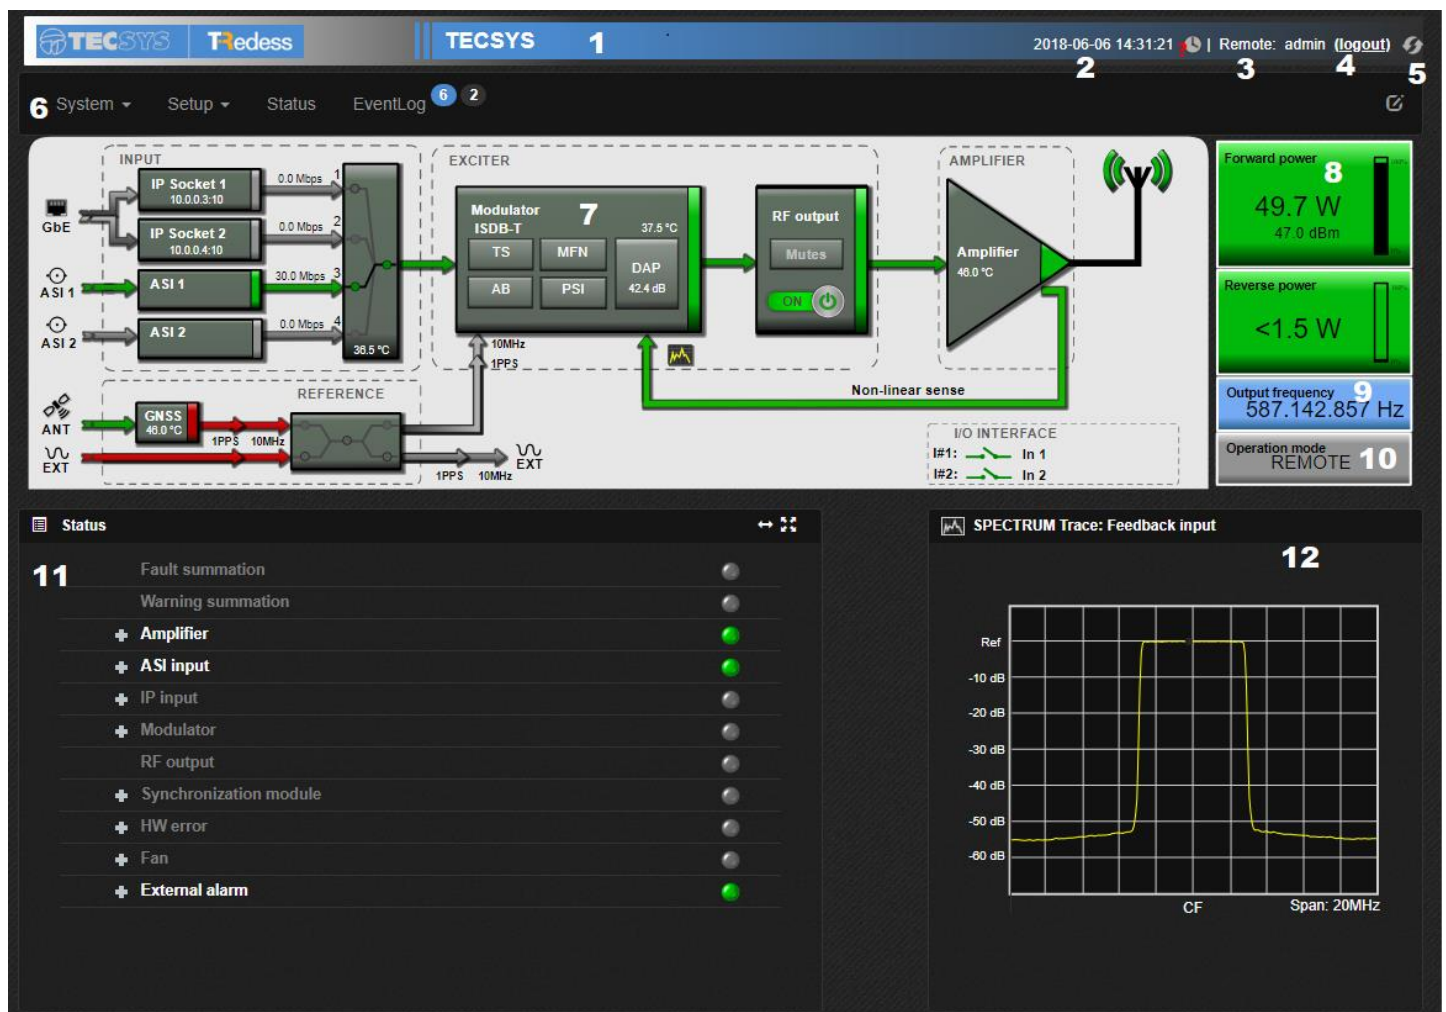 TECSYS TRedess TECSYS 1 2018-06-06 14:31:21 | Remote: admin (logout)
2 3 4 5
6 System Setup Status EventLog 6 2
INPUT
IP Socket 1
10.0.0.3:10
0.0 Mbps 1
GbE
IP Socket 2
10.0.0.4:10
0.0 Mbps 2
ASI 1
ASI 1
30.0 Mbps 3
ASI 2
ASI 2
0.0 Mbps 4
36.5 °C
EXCITER
Modulator 7
ISDB-T
37.5 °C
TS MFN
DAP
42.4 dB
AB PSI
RF output
Mutes
ON
AMPLIFIER
Amplifier
46.0 °C
10MHz
1PPS
Non-linear sense
REFERENCE
ANT
GNSS
46.0 °C
1PPS 10MHz
EXT
EXT
1PPS 10MHz
I/O INTERFACE
I#1: In 1
I#2: In 2
Forward power
8
49.7 W
47.0 dBm
Reverse power
<1.5 W
Output frequency 9
587.142.857 Hz
Operation mode
REMOTE 10
Status
11
Fault summation
Warning summation
Amplifier
ASI input
IP input
Modulator
RF output
Synchronization module
HW error
Fan
External alarm
SPECTRUM Trace: Feedback input
12
Ref
-10 dB
-20 dB
-30 dB
-40 dB
-50 dB
-60 dB
CF Span: 20MHz